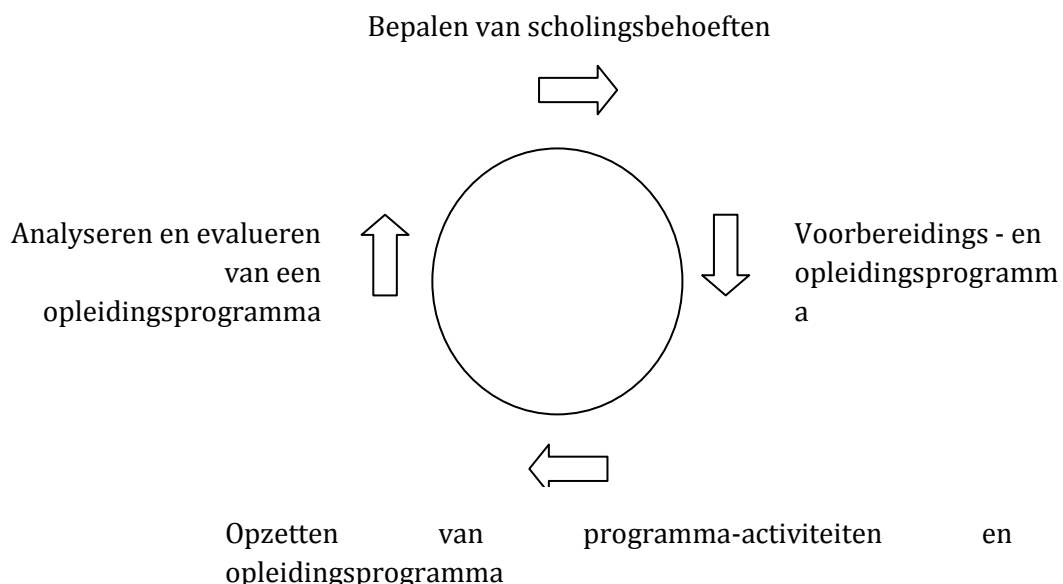 Bepalen van scholingsbehoeften
Analyseren en evalueren
van een
opleidingsprogramma
Voorbereidings - en
opleidingsprogramm
a
Opzetten van programma-activiteiten en
opleidingsprogramma